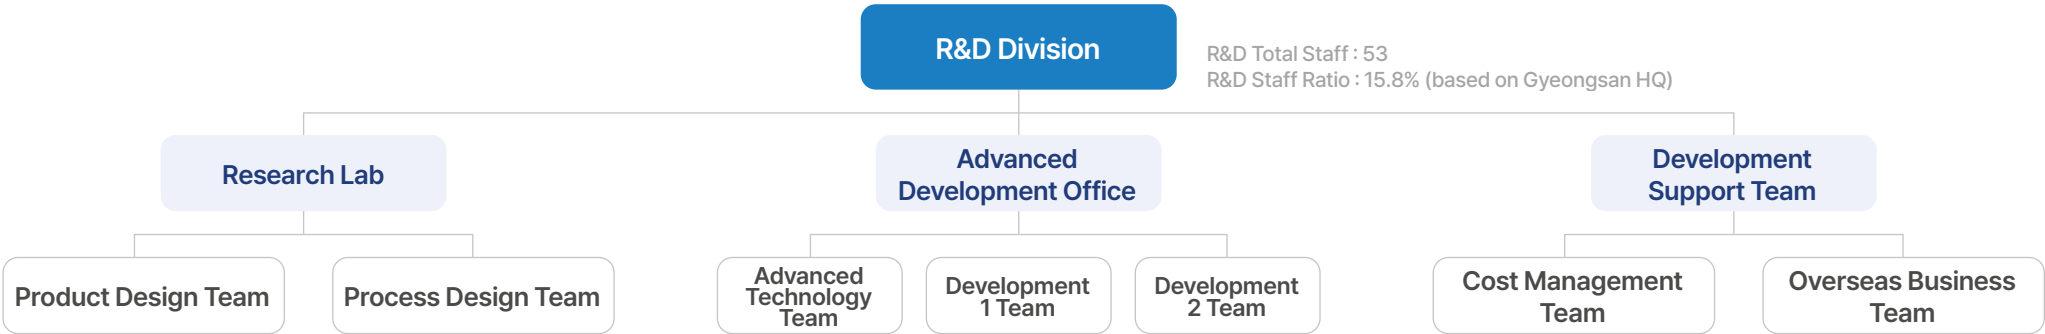 R&D Division
R&D Total Staff : 53
R&D Staff Ratio : 15.8% (based on Gyeongsan HQ)
Research Lab
Advanced
Development Office
Development
Support Team
Product Design Team
Process Design Team
Advanced
Technology
Team
Development
1 Team
Development
2 Team
Cost Management
Team
Overseas Business
Team